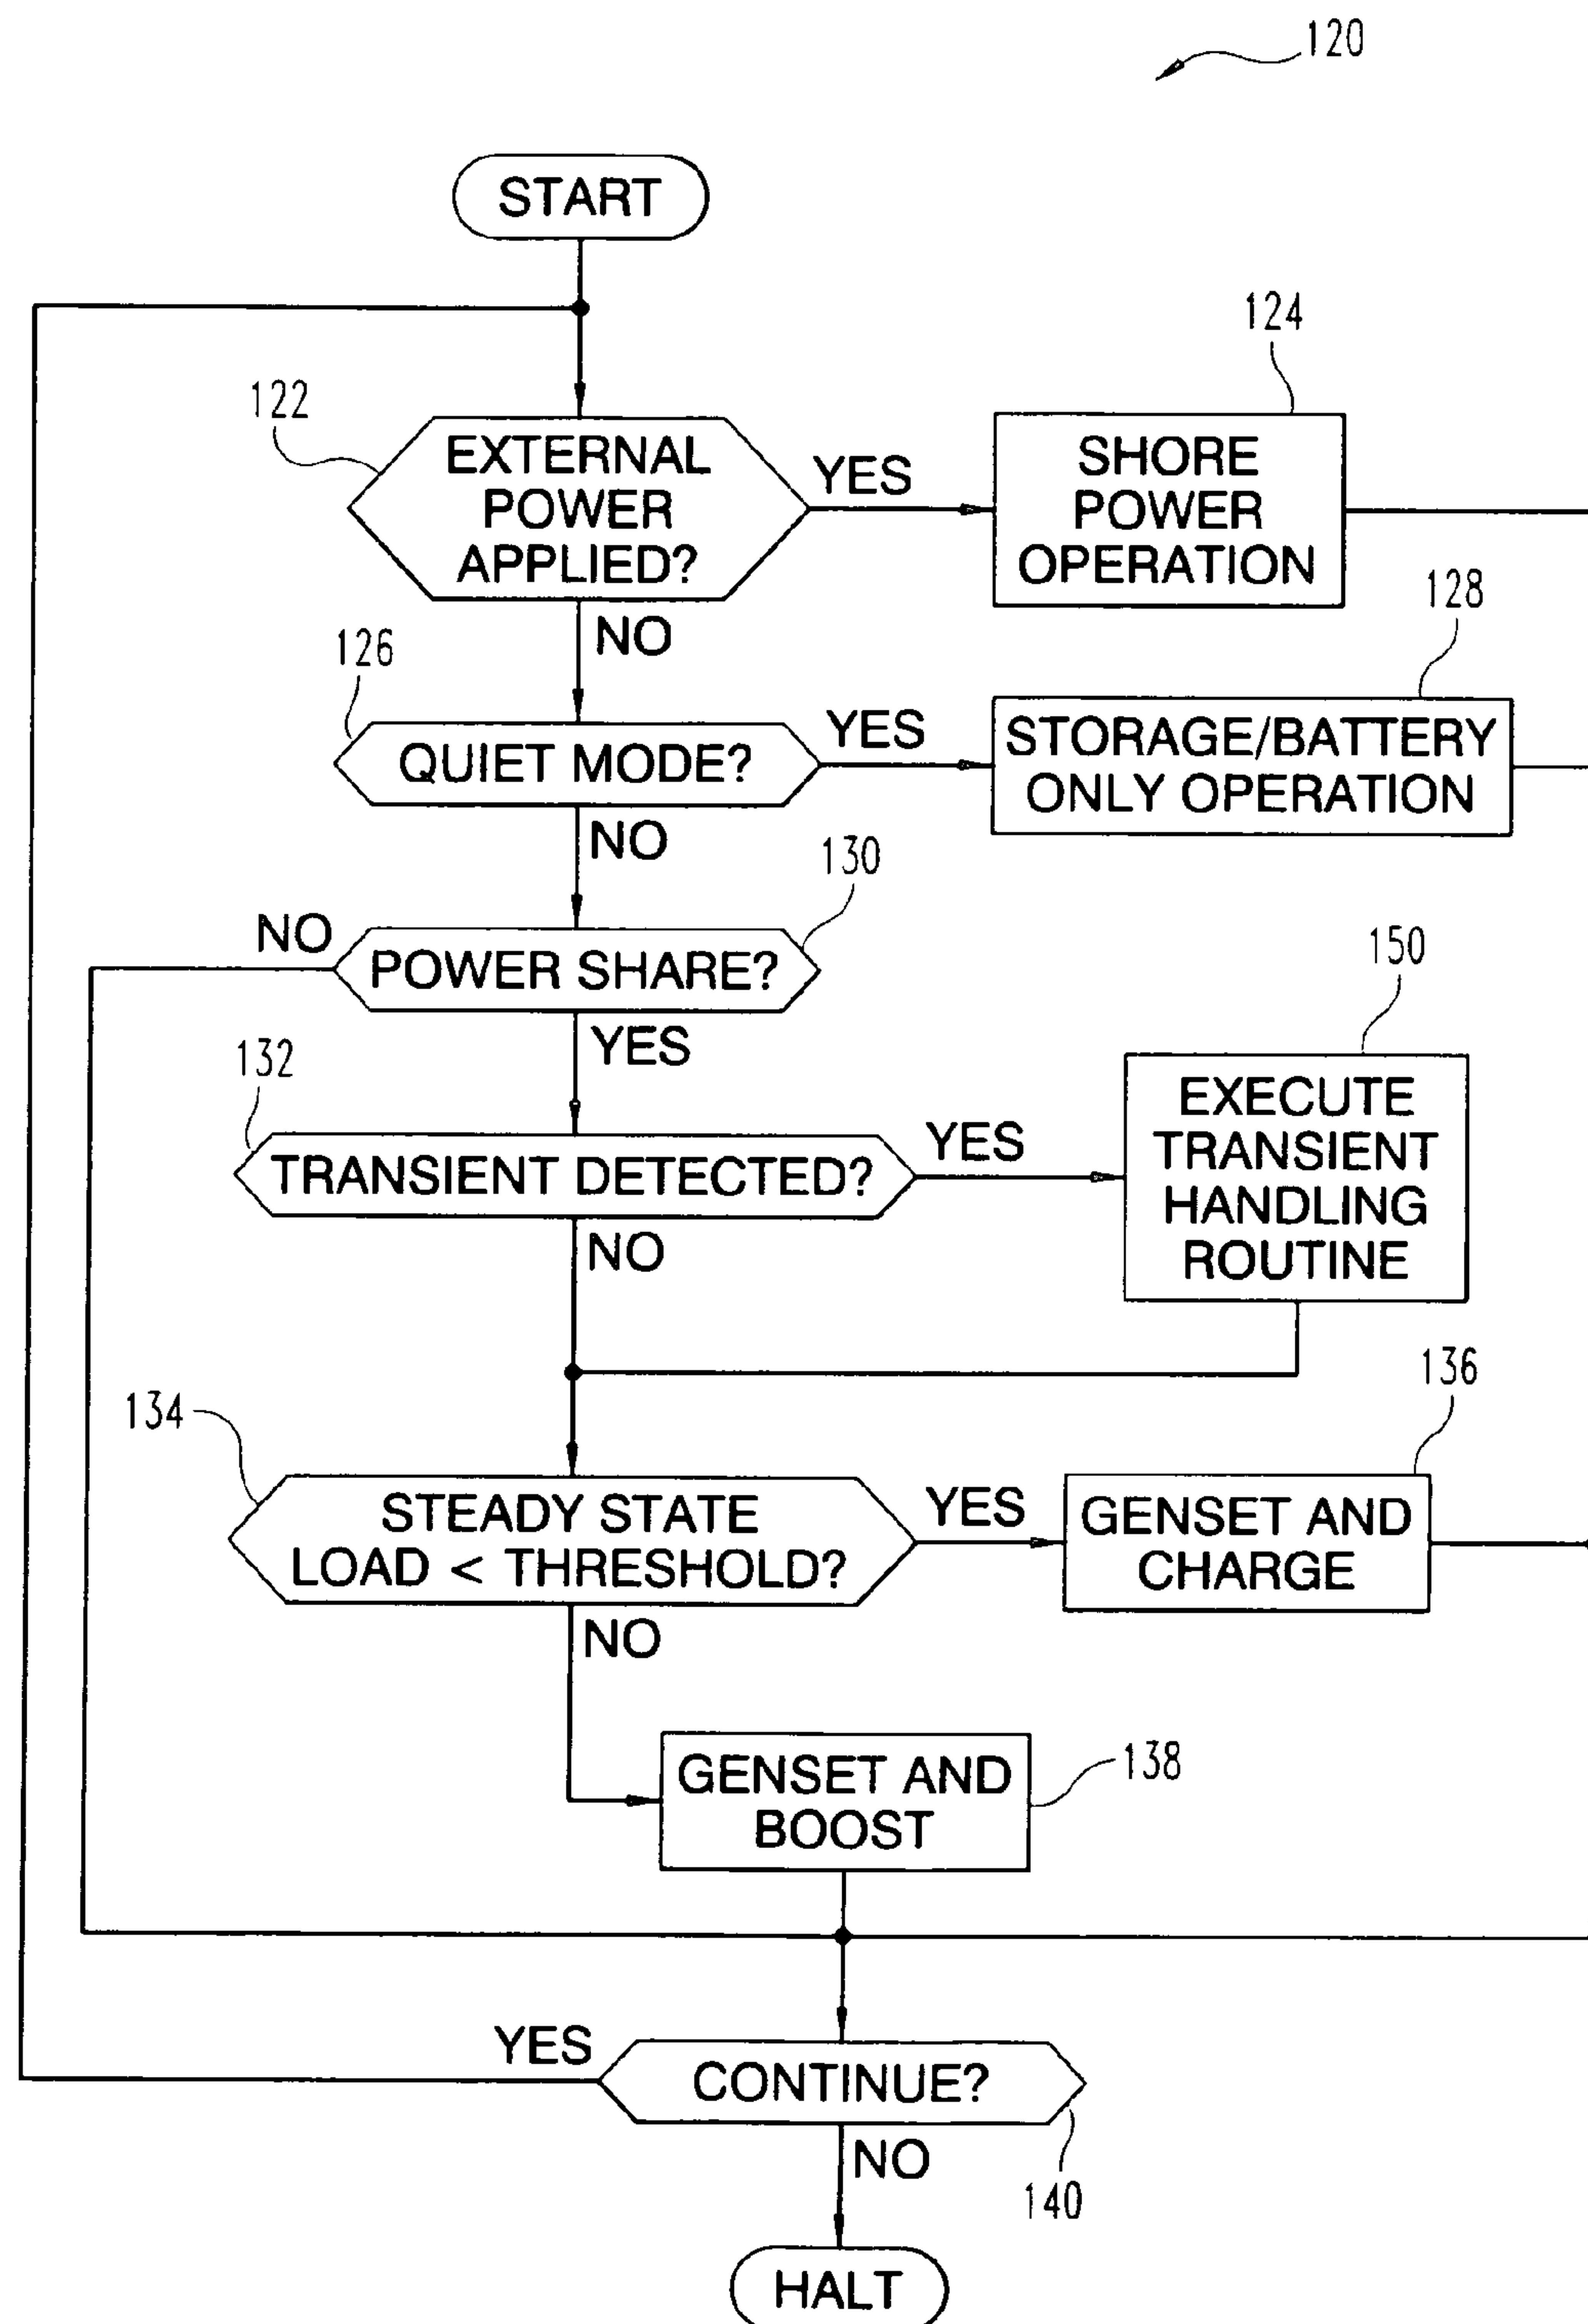 120
START
124
122
EXTERNAL
POWER
APPLIED?
YES
SHORE
POWER
OPERATION
NO
128
126
QUIET MODE?
YES
STORAGE/BATTERY
ONLY OPERATION
NO
130
NO
POWER SHARE?
150
YES
132
TRANSIENT DETECTED?
YES
EXECUTE
TRANSIENT
HANDLING
ROUTINE
NO
136
134
STEADY STATE
LOAD < THRESHOLD?
YES
GENSET AND
CHARGE
NO
GENSET AND
BOOST
138
YES
CONTINUE?
NO
140
HALT